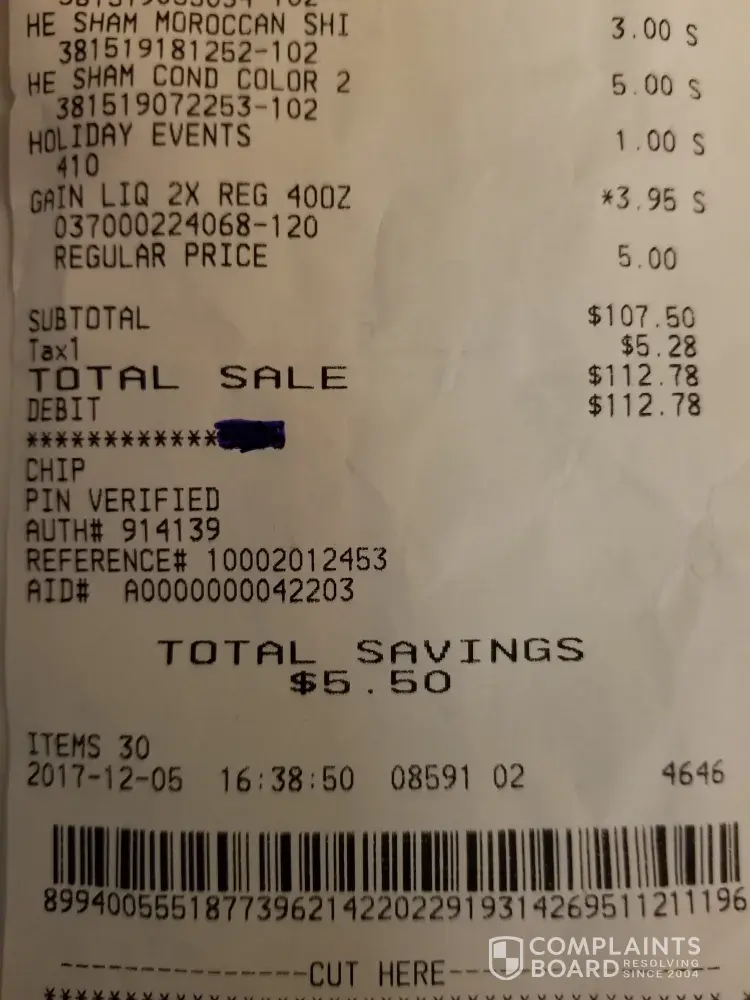 HE SHAM MOROCCAN SHI 3.00 S
381519181252-102
HE SHAM COND COLOR 2 5.00 S
381519072253-102
HOLIDAY EVENTS 1.00 S
410
GAIN LIQ 2X REG 40OZ *3.95 S
037000224068-120
REGULAR PRICE 5.00
SUBTOTAL $107.50
Tax1 $5.28
TOTAL SALE $112.78
DEBIT $112.78
************
CHIP
PIN VERIFIED
AUTH# 914139
REFERENCE# 10002012453
AID# A0000000042203
TOTAL SAVINGS
$5.50
ITEMS 30
2017-12-05 16:38:50 08591 02 4646
899400555187739621422022919314269511211196
CUT HERE
COMPLAINTS
BOARD RESOLVING
SINCE 2004